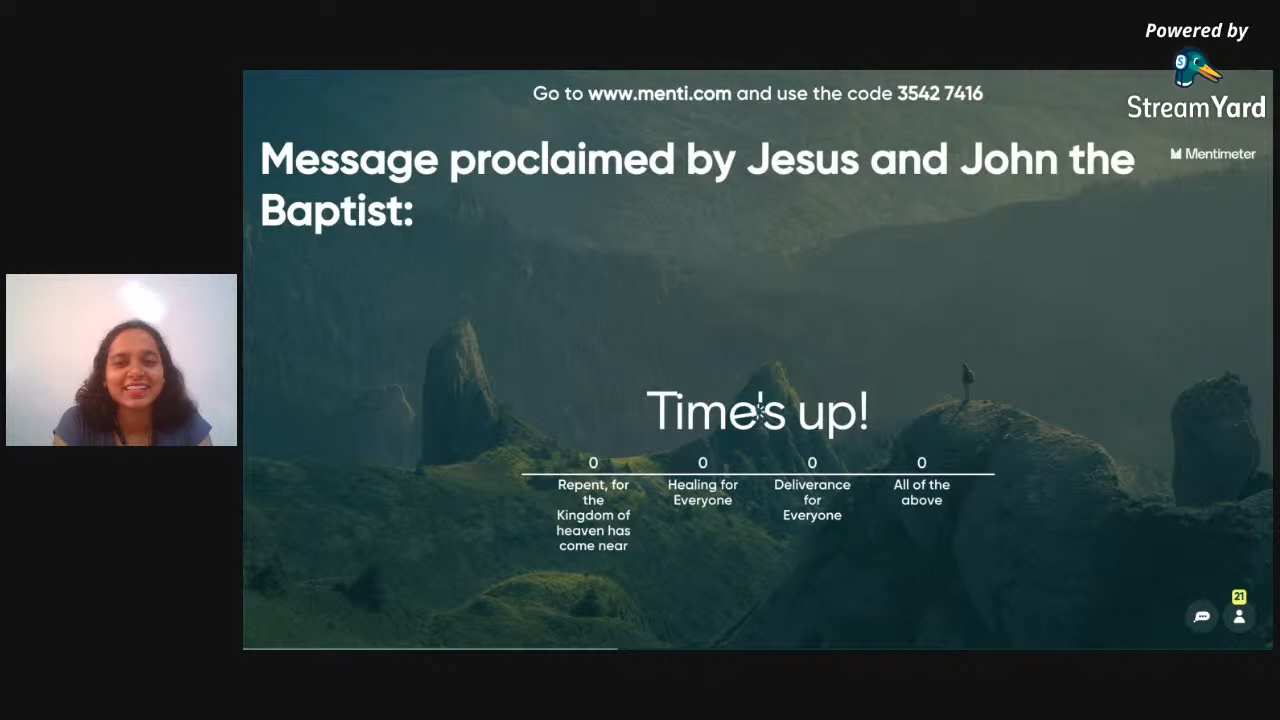 Powered by
StreamYard
Go to www.menti.com and use the code 3542 7416
Mentimeter
Message proclaimed by Jesus and John the
Baptist:
Time's up!
0
0
0
0
Repent, for
the
Kingdom of
heaven has
come near
Healing for
Everyone
Deliverance
for
Everyone
All of the
above
21